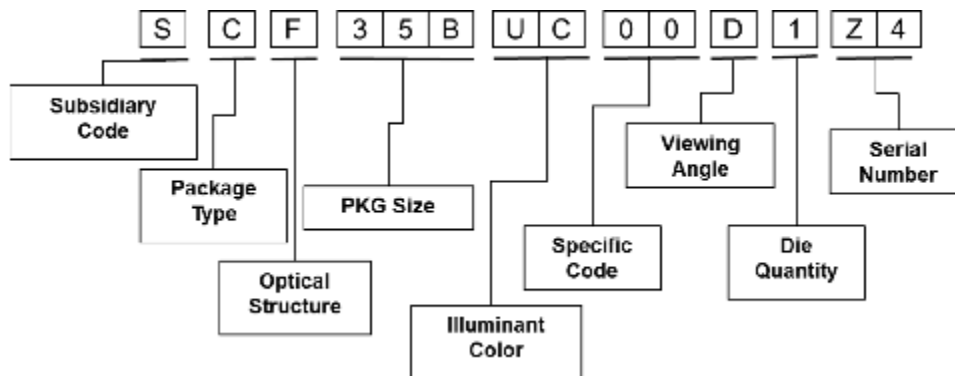 S C F 3 5 B U C 0 0 D 1 Z 4
Subsidiary
Code
Package
Type
Optical
Structure
PKG Size
Illuminant
Color
Specific
Code
Viewing
Angle
Die
Quantity
Serial
Number